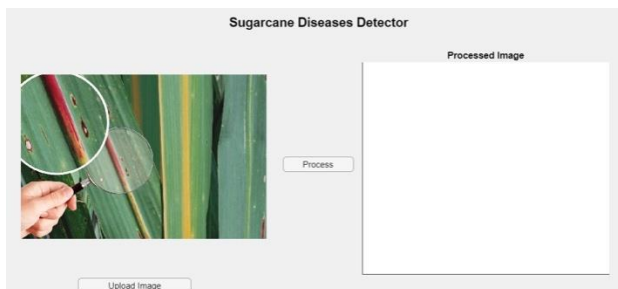 Sugarcane Diseases Detector
Processed Image
Process
Upload Image